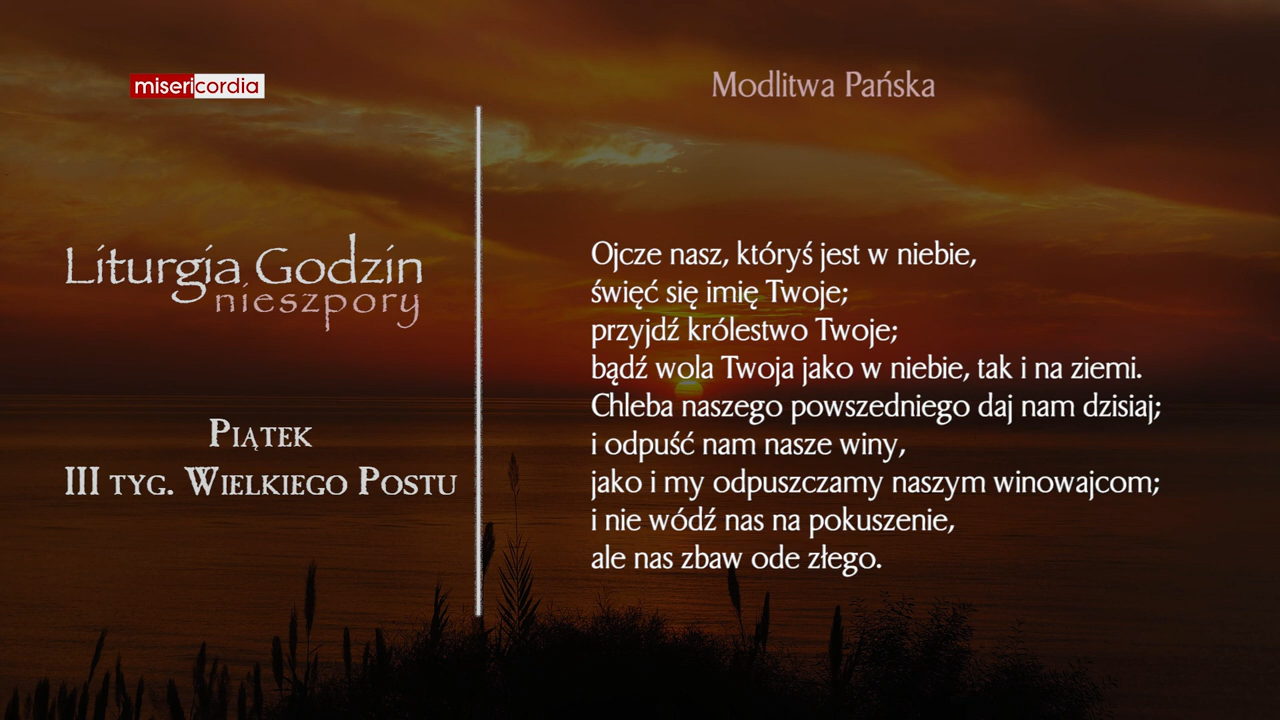 misericordia
Liturgia Godzin
nieszpory
Piątek
III tyg. Wielkiego Postu
Modlitwa Pańska
Ojcze nasz, któryś jest w niebie,
święć się imię Twoje;
przyjdź królestwo Twoje;
bądź wola Twoja jako w niebie, tak i na ziemi.
Chleba naszego powszedniego daj nam dzisiaj;
i odpuść nam nasze winy,
jako i my odpuszczamy naszym winowajcom;
i nie wódź nas na pokuszenie,
ale nas zbaw ode złego.